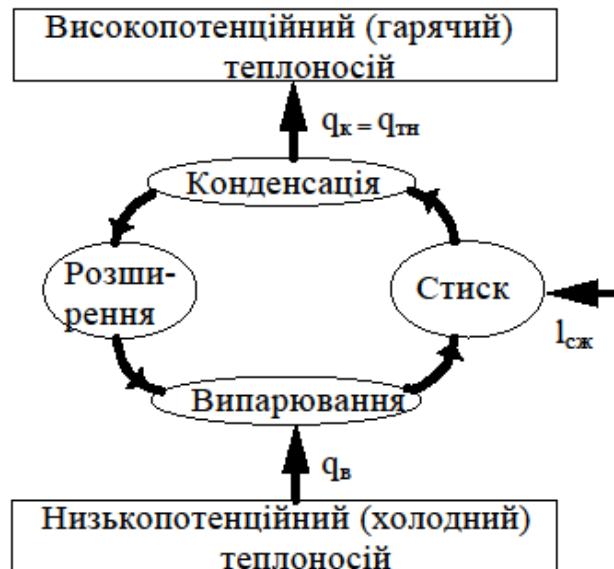 Високопотенційний (гарячий)
теплоносій
qк = qтн
Конденсація
Розши-
рення
Стиск
lсж
Випарювання
qв
Низькопотенційний (холодний)
теплоносій